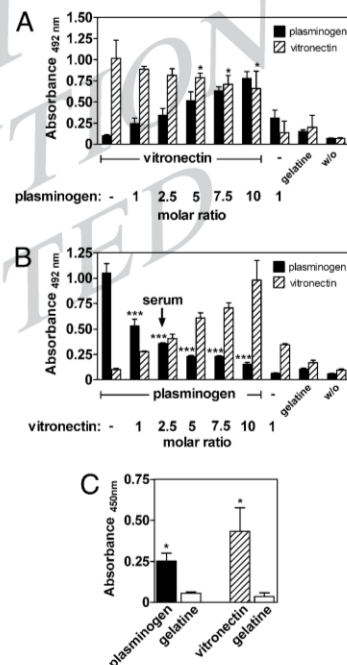 A
1.50
1.25
1.00
0.75
0.50
0.25
0
Absorbance 492 nm
plasminogen
vitronectin
* * *
vitronectin
- gelatine w/o
plasminogen: - 1 2.5 5 7.5 10 1
molar ratio
B
1.25
1.00
0.75
0.50
0.25
0
Absorbance 492 nm
plasminogen
vitronectin
serum
*** *** *** *** ***
plasminogen
- gelatine w/o
vitronectin: - 1 2.5 5 7.5 10 1
molar ratio
C
0.75
0.50
0.25
0
Absorbance 450nm
* *
plasminogen gelatine vitronectin gelatine
TED